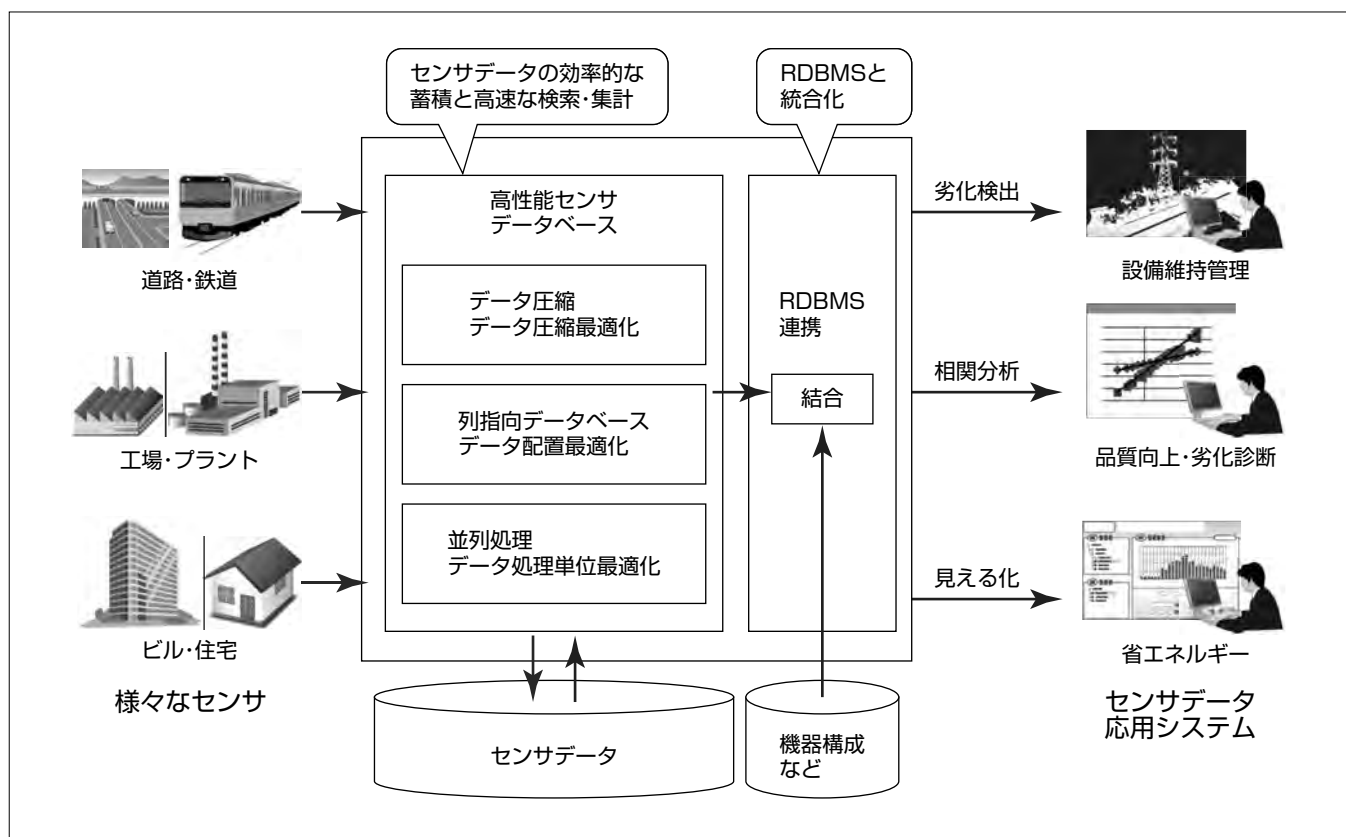 センサデータの効率的な
蓄積と高速な検索・集計
RDBMSと
統合化
道路・鉄道
工場・プラント
ビル・住宅
様々なセンサ
高性能センサ
データベース
データ圧縮
データ圧縮最適化
列指向データベース
データ配置最適化
並列処理
データ処理単位最適化
RDBMS
連携
結合
センサデータ
機器構成
など
劣化検出
設備維持管理
相関分析
品質向上・劣化診断
見える化
省エネルギー
センサデータ
応用システム